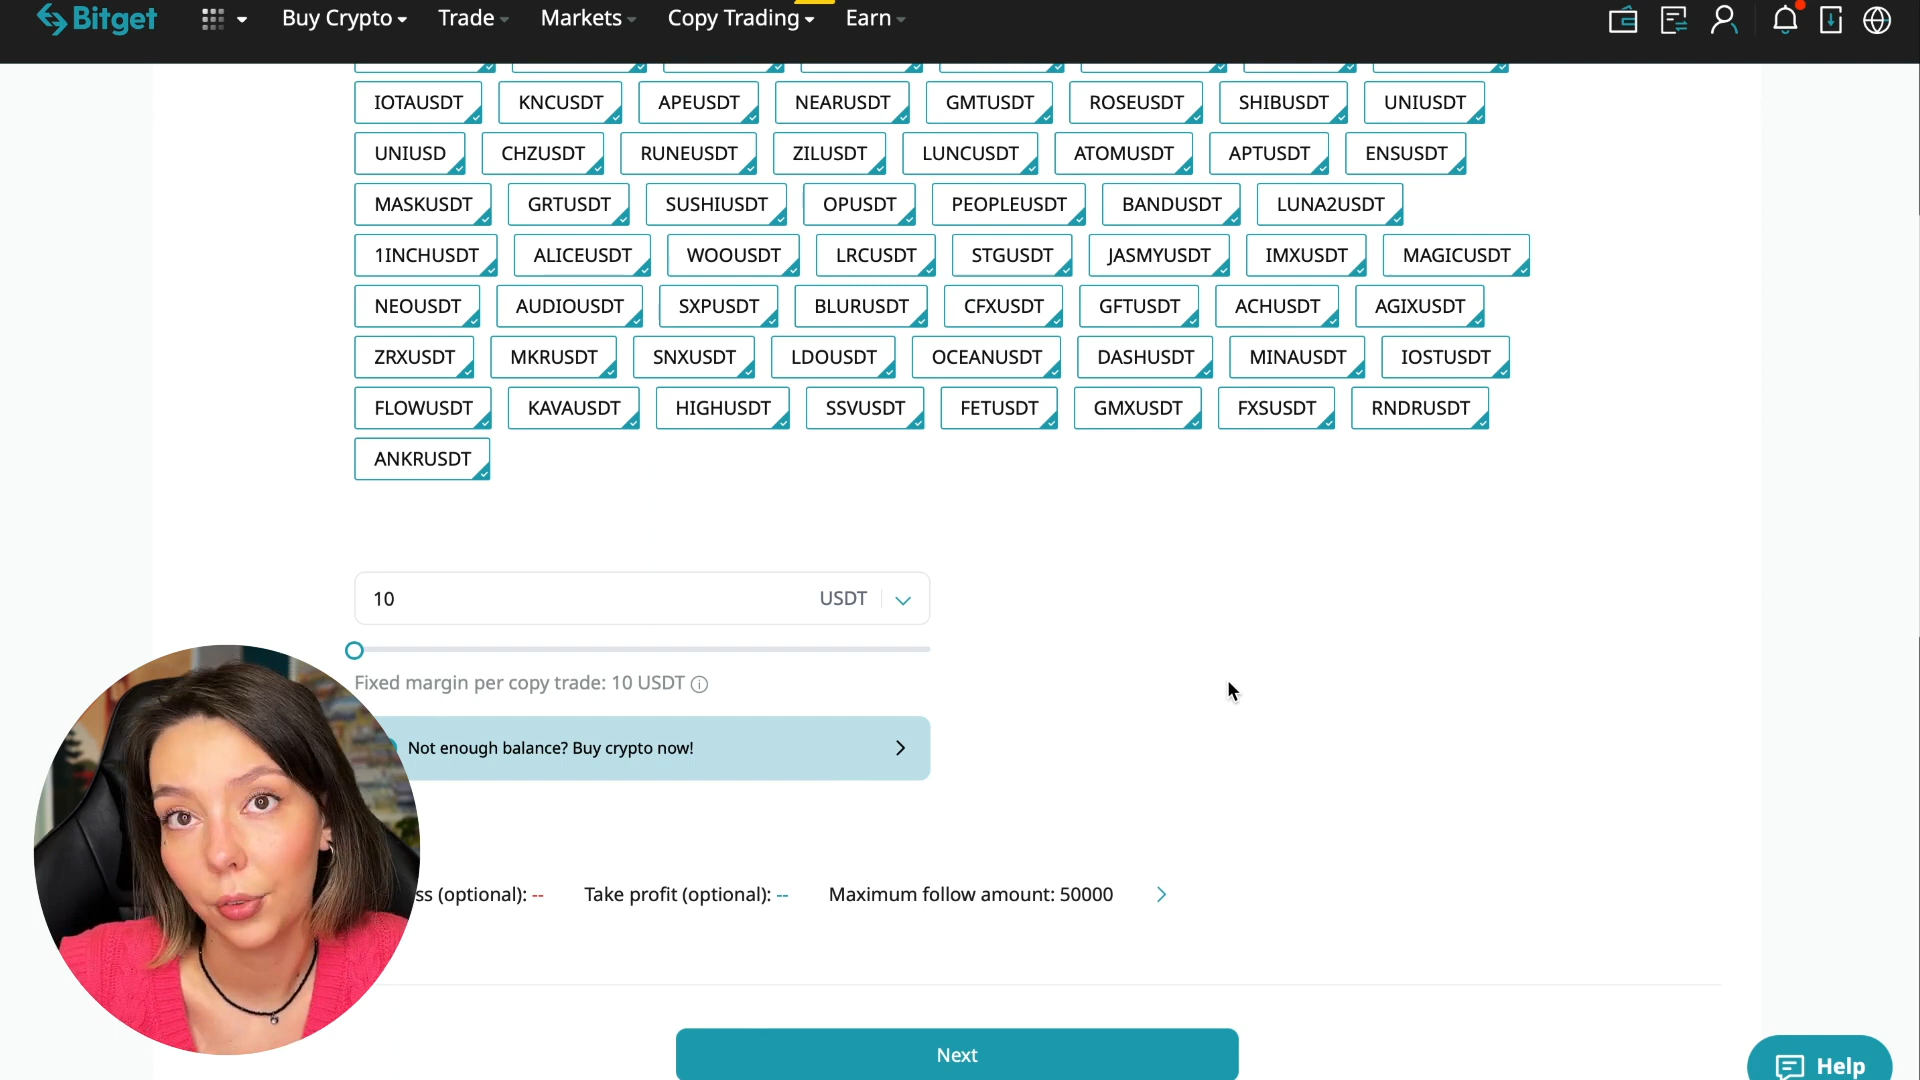 Bitget Buy Crypto Trade Markets Copy Trading Earn
IOTAUSDT KNCUSDT APEUSDT NEARUSDT GMTUSDT ROSEUSDT SHIBUSDT UNIUSDT
UNIUSD CHZUSDT RUNEUSDT ZILUSDT LUNCUSDT ATOMUSDT APTUSDT ENSUSDT
MASKUSDT GRTUSDT SUSHIUSDT OPUSDT PEOPLEUSDT BANDUSDT LUNA2USDT
1INCHUSDT ALICEUSDT WOOUSDT LRCUSDT STGUSDT JASMYUSDT IMXUSDT MAGICUSDT
NEOUSDT AUDIOUSDT SXPUSDT BLURUSDT CFXUSDT GFTUSDT ACHUSDT AGIXUSDT
ZRXUSDT MKRUSDT SNXUSDT LDOUSDT OCEANUSDT DASHUSDT MINAUSDT IOSTUSDT
FLOWUSDT KAVAUSDT HIGHUSDT SSVUSDT FETUSDT GMXUSDT FXSUSDT RNDRUSDT
ANKRUSDT
10 USDT
Fixed margin per copy trade: 10 USDT
Not enough balance? Buy crypto now!
ss (optional): -- Take profit (optional): -- Maximum follow amount: 50000
Next
Help